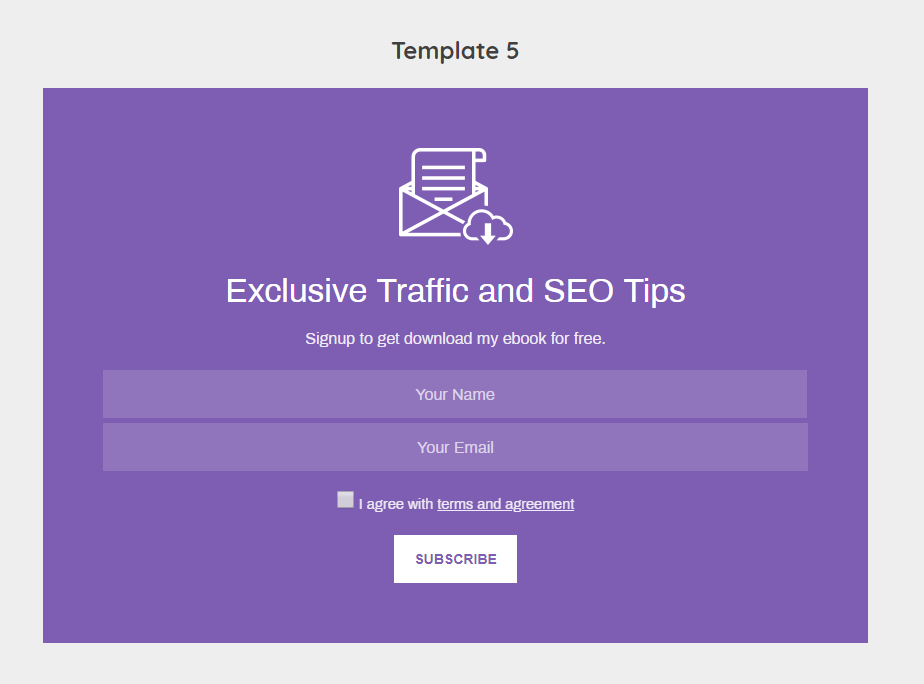 Template 5
Exclusive Traffic and SEO Tips
Signup to get download my ebook for free.
Your Name
Your Email
I agree with terms and agreement
SUBSCRIBE